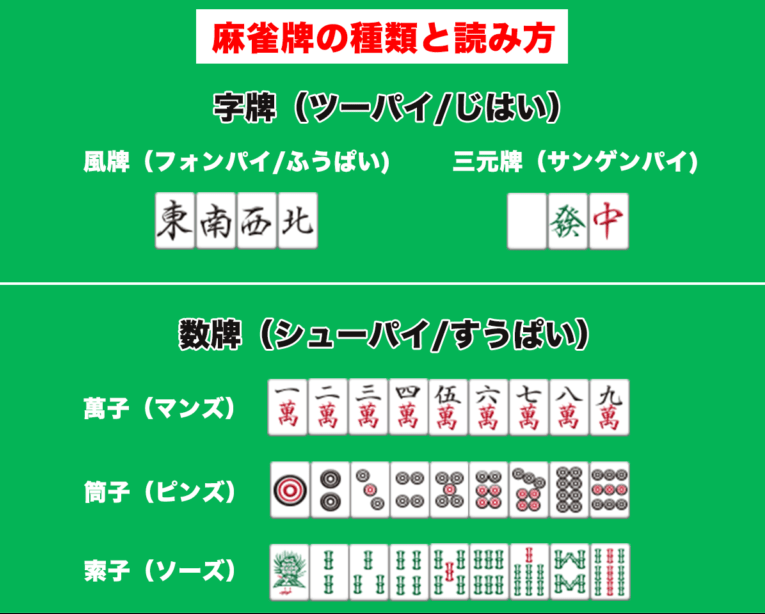 麻雀牌の種類と読み方
字牌（ツーパイ/じはい）
風牌（フォンパイ/ふうぱい） 三元牌（サンゲンパイ）
東 南 西 北 發 中
数牌（シューパイ/すうぱい）
萬子（マンズ） 一萬 二萬 三萬 四萬 伍萬 六萬 七萬 八萬 九萬
筒子（ピンズ）
索子（ソーズ）